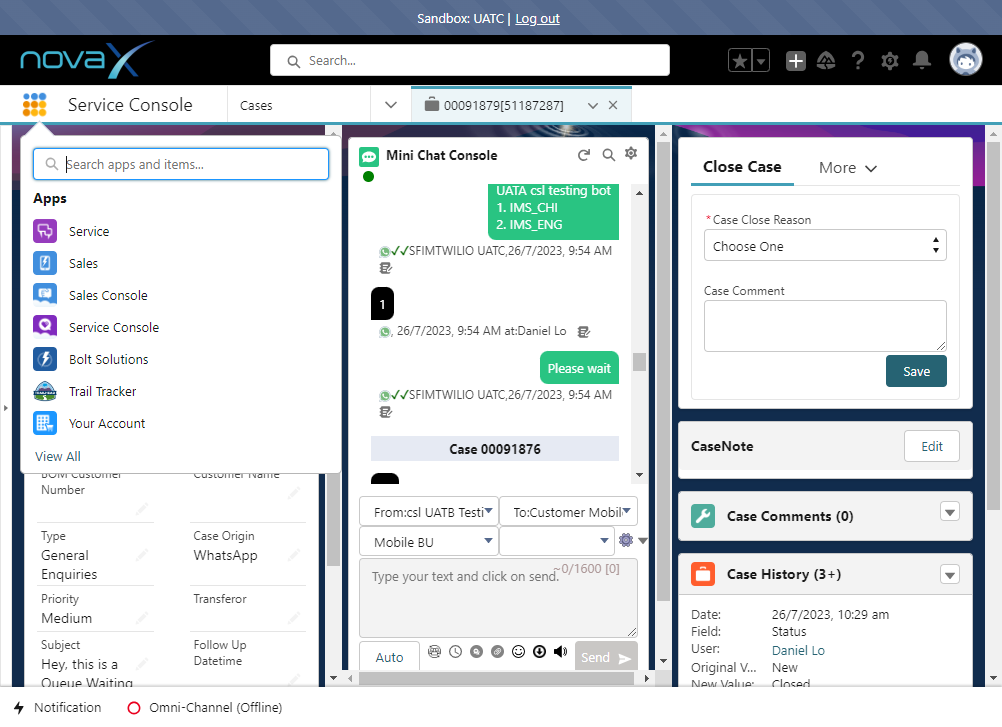 Sandbox: UATC | Log out
novaX
Search...
Service Console
Cases
00091879[51187287]
Search apps and items...
Apps
Service
Sales
Sales Console
Service Console
Bolt Solutions
Trail Tracker
Your Account
View All
BOM Customer
Number
Customer Name
Type
General
Enquiries
Case Origin
WhatsApp
Priority
Medium
Transferor
Subject
Hey, this is a
Queue Waiting
Follow Up
Datetime
Mini Chat Console
UATA csl testing bot
1. IMS_CHI
2. IMS_ENG
SFIMTWILIO UATC,26/7/2023, 9:54 AM
1
, 26/7/2023, 9:54 AM at:Daniel Lo
Please wait
SFIMTWILIO UATC,26/7/2023, 9:54 AM
Case 00091876
From:csl UATB Testi
To:Customer Mobil
Mobile BU
Type your text and click on send.
~0/1600 [0]
Auto
Send
Close Case
More
*Case Close Reason
Choose One
Case Comment
Save
CaseNote
Edit
Case Comments (0)
Case History (3+)
Date: 26/7/2023, 10:29 am
Field: Status
User: Daniel Lo
Original V... New
New Value: Closed
Notification
Omni-Channel (Offline)